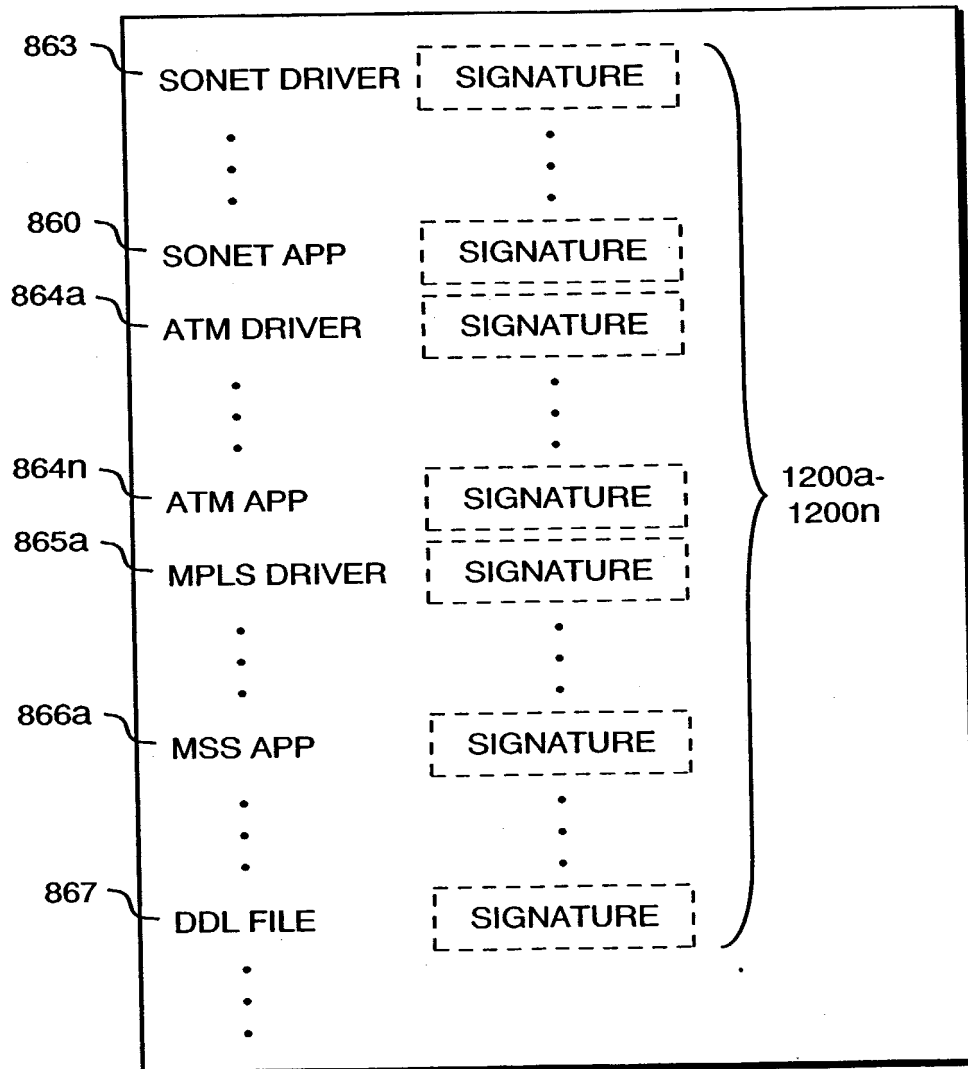 863
SONET DRIVER SIGNATURE
860
SONET APP SIGNATURE
864a
ATM DRIVER SIGNATURE
864n
ATM APP SIGNATURE
1200a-
1200n
865a
MPLS DRIVER SIGNATURE
866a
MSS APP SIGNATURE
867
DDL FILE SIGNATURE